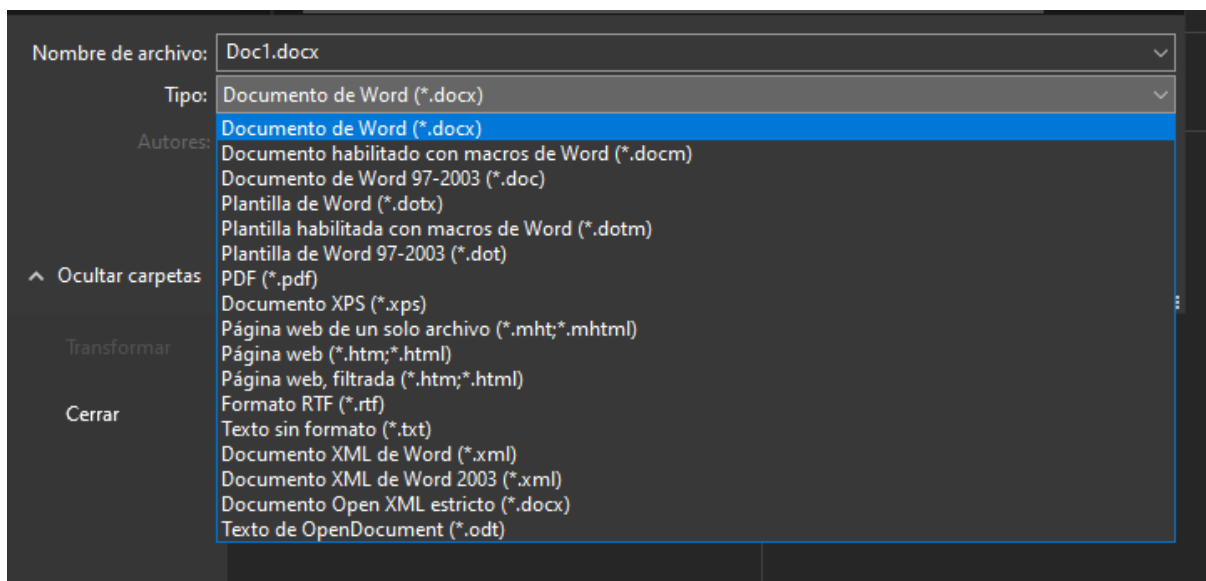 Nombre de archivo: Doc1.docx
Tipo: Documento de Word (*.docx)
Autores:
Documento de Word (*.docx)
Documento habilitado con macros de Word (*.docm)
Documento de Word 97-2003 (*.doc)
Plantilla de Word (*.dotx)
Plantilla habilitada con macros de Word (*.dotm)
Plantilla de Word 97-2003 (*.dot)
Ocultar carpetas
PDF (*.pdf)
Documento XPS (*.xps)
Página web de un solo archivo (*.mht;*.mhtml)
Transformar
Página web (*.htm;*.html)
Página web, filtrada (*.htm;*.html)
Formato RTF (*.rtf)
Cerrar
Texto sin formato (*.txt)
Documento XML de Word (*.xml)
Documento XML de Word 2003 (*.xml)
Documento Open XML estricto (*.docx)
Texto de OpenDocument (*.odt)